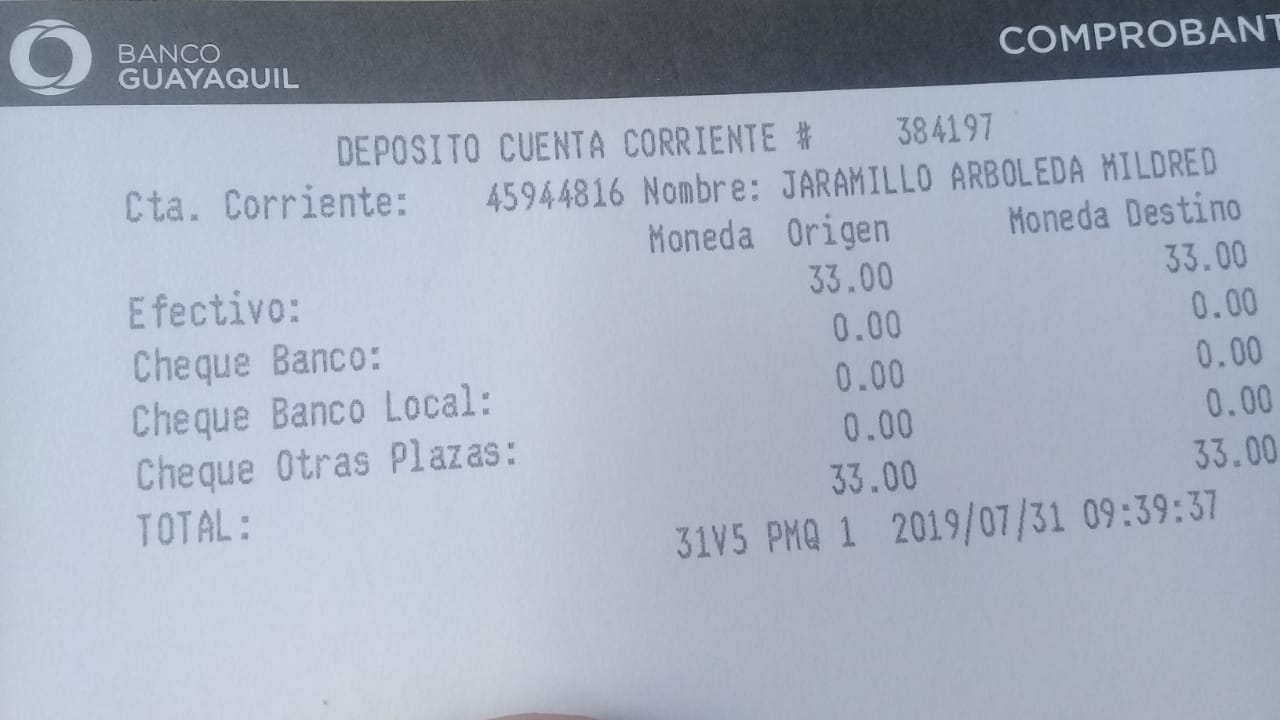 BANCO
GUAYAQUIL
COMPROBANT
DEPOSITO CUENTA CORRIENTE # 384197
Cta. Corriente: 45944816 Nombre: JARAMILLO ARBOLEDA MILDRED
Moneda Origen Moneda Destino
Efectivo: 33.00 33.00
Cheque Banco: 0.00 0.00
Cheque Banco Local: 0.00 0.00
Cheque Otras Plazas: 0.00 0.00
TOTAL: 33.00 33.00
31V5 PMQ 1 2019/07/31 09:39:37